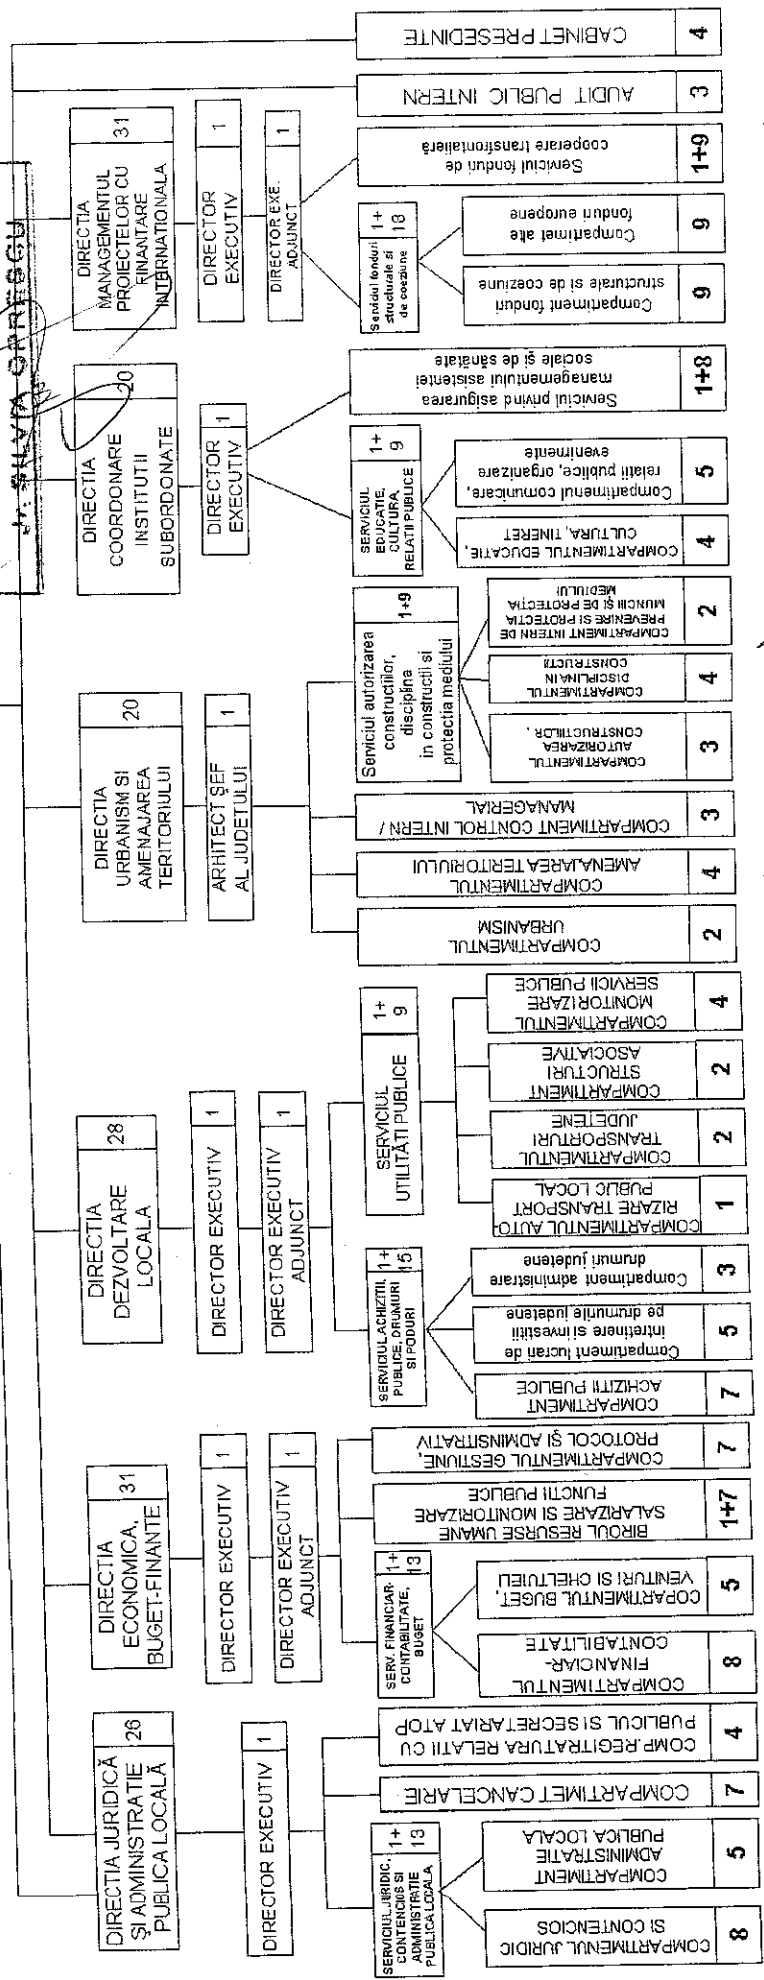 Jr. SILVIA OPRESCU
DIRECTIA JURIDICĂ
ȘI ADMINISTRATIE
PUBLICA LOCALĂ
26
DIRECTOR EXECUTIV
1
SERVICIUL JURIDIC,
CONTENCIOS SI
ADMINISTRATIE
PUBLICA LOCALA
1+
13
COMPARTIMENUL JURIDIC
SI CONTENCIOS
8
COMPARTIMENT
ADMINISTRATIE
PUBLICA LOCALA
5
COMPARTIMET CANCELARIE
7
COMP.REGITRATURA RELATII CU
PUBLICUL SI SECRETARIAT ATOP
4
DIRECTIA
ECONOMICA,
BUGET-FINANTE
31
DIRECTOR EXECUTIV
1
DIRECTOR EXECUTIV
ADJUNCT
1
SERV. FINANCIAR-
CONTABILITATE,
BUGET
1+
13
COMPARTIMENTUL
FINANCIAR-
CONTABILITATE
8
COPARTIMENTUL BUGET,
VENITURI SI CHELTUIELI
5
BIROUL RESURSE UMANE
SALARIZARE SI MONITORIZARE
FUNCTII PUBLICE
1+7
COMPARTIMENTUL GESTIUNE,
PROTOCOL ȘI ADMINSITRATIV
7
DIRECTIA
DEZVOLTARE
LOCALA
28
DIRECTOR EXECUTIV
1
DIRECTOR EXECUTIV
ADJUNCT
1
SERVICIUL ACHIZITII,
PUBLICE, DRUMURI
SI PODURI
1+
15
COMPARTIMENT
ACHIZITII PUBLICE
7
Compartiment lucrari de
intretinere si investitii
pe drumurile judetene
5
Compartiment administrare
drumuri judetene
3
SERVICIUL
UTILITĂTI PUBLICE
1+
9
COMPARTIMENTUL AUTO-
RIZARE TRANSPORT
PUBLIC LOCAL
1
COMPARTIMENTUL
TRANSPORTURI
JUDETENE
2
COMPARTIMENT
STRUCTURI
ASOCIATIVE
2
COMPARTIMENTUL
MONITORIZARE
SERVICII PUBLICE
4
DIRECTIA
URBANISM SI
AMENAJAREA
TERITORIULUI
20
ARHITECT ȘEF
AL JUDETULUI
1
COMPARTIMENTUL
URBANISM
2
COMPARTIMENTUL
AMENAJAREA TERITORIULUI
4
COMPARTIMENT CONTROL INTERN /
MANAGERIAL
3
Serviciul autorizarea
constructiilor,
disciplina
in constructii si
protectia mediului
1+9
COMPARTIMENTUL
AUTORIZAREA
CONSTRUCTIILOR ,
3
COMPARTIMENTUL
DISCIPLINA IN
CONSTRUCTII
4
COMPARTIMENT INTERN DE
PREVENIRE SI PROTECTIA
MUNCII ȘI DE PROTECȚIA
MEDIULUI
2
DIRECTIA
COORDONARE
INSTITUTII
SUBORDONATE
20
DIRECTOR
EXECUTIV
1
SERVICIUL
EDUCATIE,
CULTURA,
RELATII PUBLICE
1+
9
COMPARTIMENTUL EDUCATIE,
CULTURA, TINERET
4
Compartimenul comunicare,
relatii publice, organizare
evenimente
5
Serviciul privind asigurarea
managementului asistentei
sociale și de sănătate
1+8
DIRECTIA
MANAGEMENTUL
PROIECTELOR CU
FINANTARE
INTERNATIONALA
31
DIRECTOR
EXECUTIV
1
DIRECTOR EXE.
ADJUNCT
1
Serviciul fonduri
structurale si
de coeziune
1+
18
Compartiment fonduri
structurale si de coeziune
9
Compartimet alte
fonduri europene
9
Serviciul fonduri de
cooperare transfrontalieră
1+9
AUDIT PUBLIC INTERN
3
CABINET PRESEDINTE
4